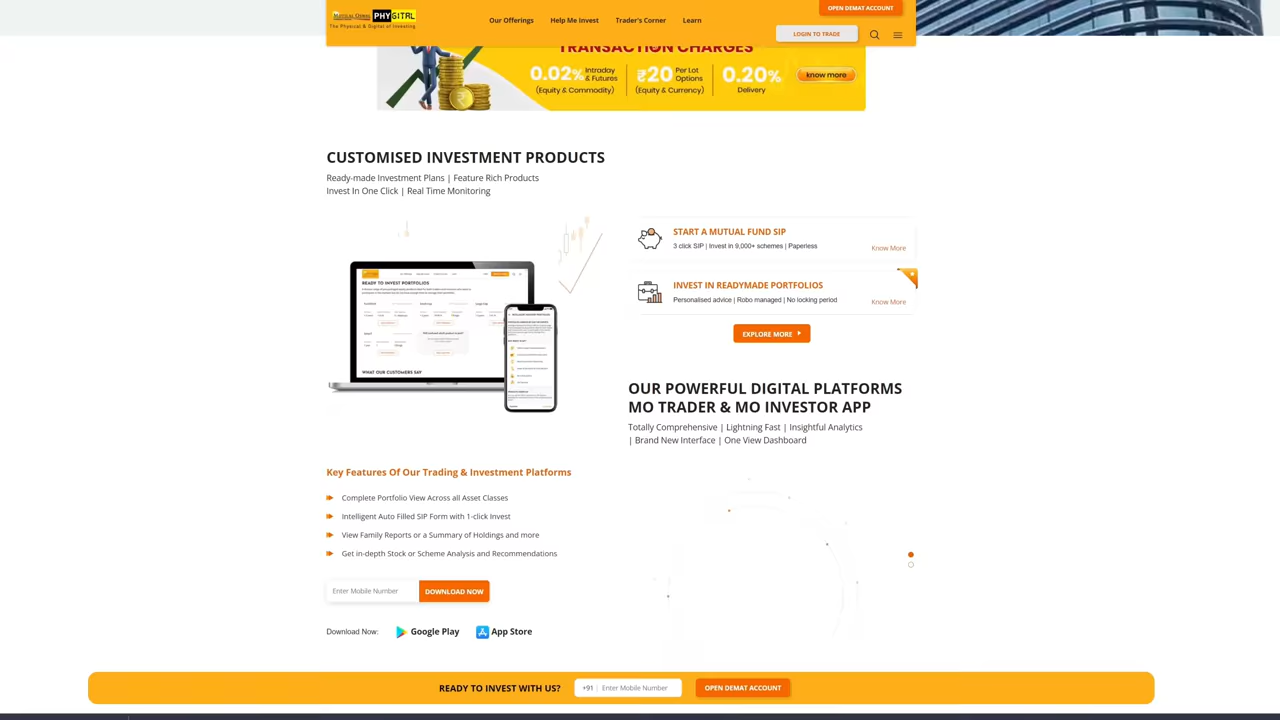 MOTILAL OSWAL PHYGITAL
The Physical & Digital of Investing
Our Offerings
Help Me Invest
Trader's Corner
Learn
OPEN DEMAT ACCOUNT
LOGIN TO TRADE
TRANSACTION CHARGES
0.02% Intraday & Futures
(Equity & Commodity)
₹20 Per Lot Options
(Equity & Currency)
0.20%
Delivery
know more
CUSTOMISED INVESTMENT PRODUCTS
Ready-made Investment Plans | Feature Rich Products
Invest In One Click | Real Time Monitoring
READY TO INVEST PORTFOLIOS
WHAT OUR CUSTOMERS SAY
START A MUTUAL FUND SIP
3 click SIP | Invest in 9,000+ schemes | Paperless
Know More
INVEST IN READYMADE PORTFOLIOS
Personalised advice | Robo managed | No locking period
Know More
EXPLORE MORE
OUR POWERFUL DIGITAL PLATFORMS
MO TRADER & MO INVESTOR APP
Totally Comprehensive | Lightning Fast | Insightful Analytics
| Brand New Interface | One View Dashboard
Key Features Of Our Trading & Investment Platforms
Complete Portfolio View Across all Asset Classes
Intelligent Auto Filled SIP Form with 1-click Invest
View Family Reports or a Summary of Holdings and more
Get in-depth Stock or Scheme Analysis and Recommendations
Enter Mobile Number
DOWNLOAD NOW
Download Now:
Google Play
App Store
READY TO INVEST WITH US?
+91 | Enter Mobile Number
OPEN DEMAT ACCOUNT